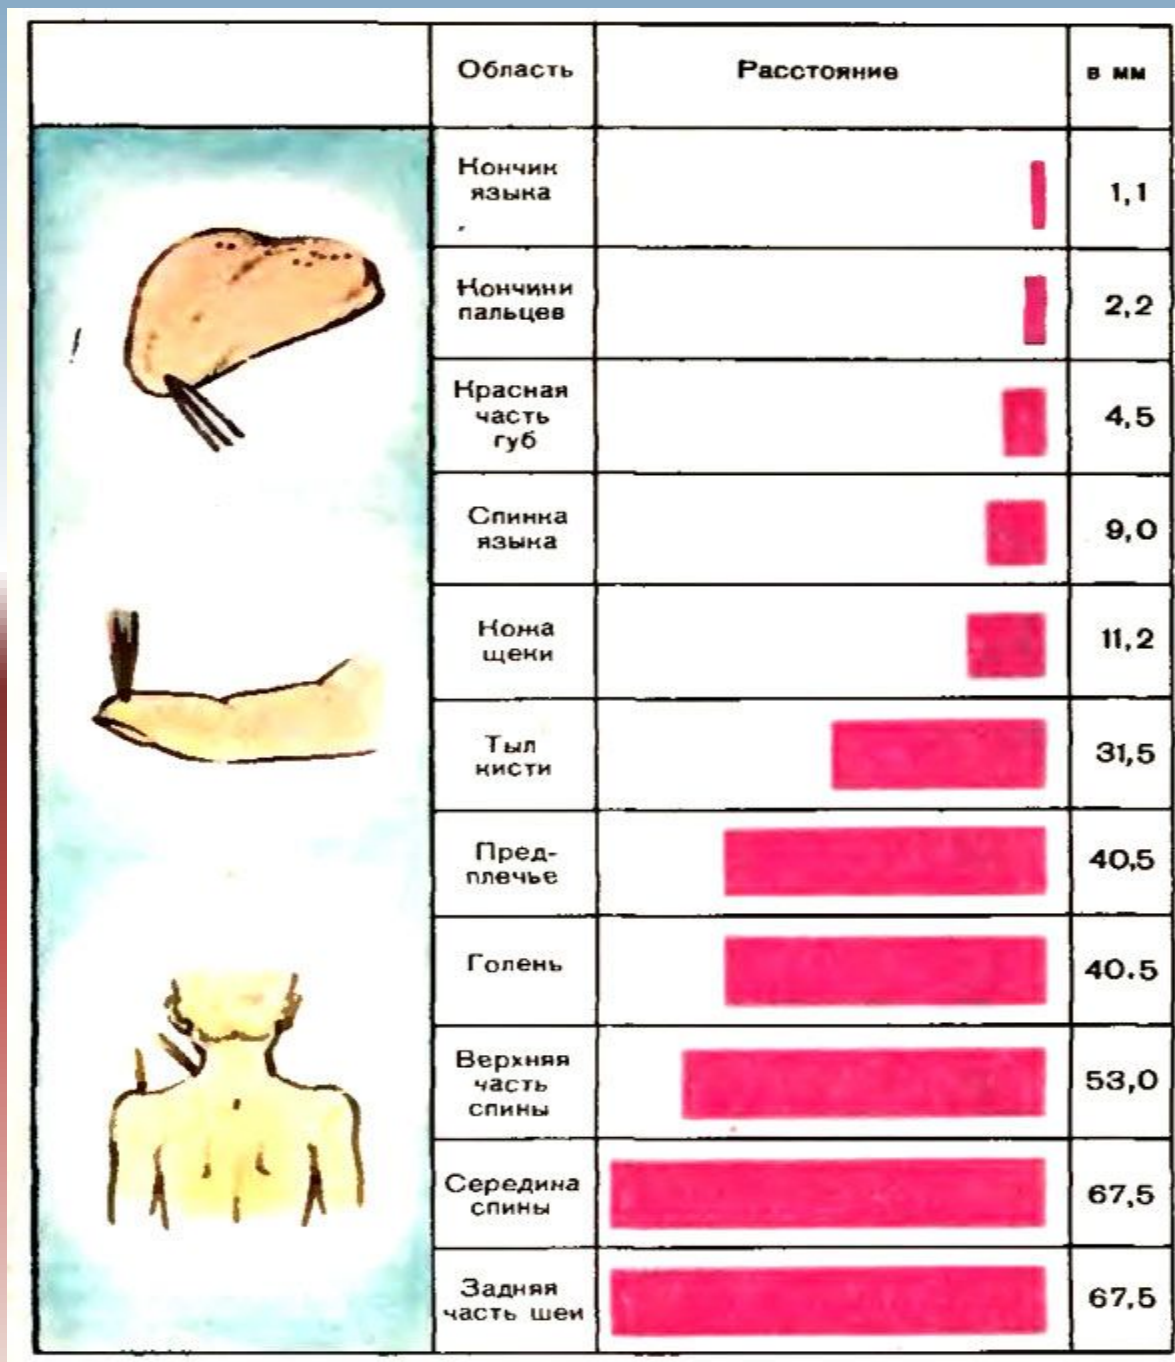 Область Расстояние в мм
Кончик
языка
1,1
Кончики
пальцев
2,2
Красная
часть
губ
4,5
Спинка
языка
9,0
Кожа
щеки
11,2
Тыл
кисти
31,5
Пред-
плечье
40,5
Голень
40.5
Верхняя
часть
спины
53,0
Середина
спины
67,5
Задняя
часть шеи
67,5